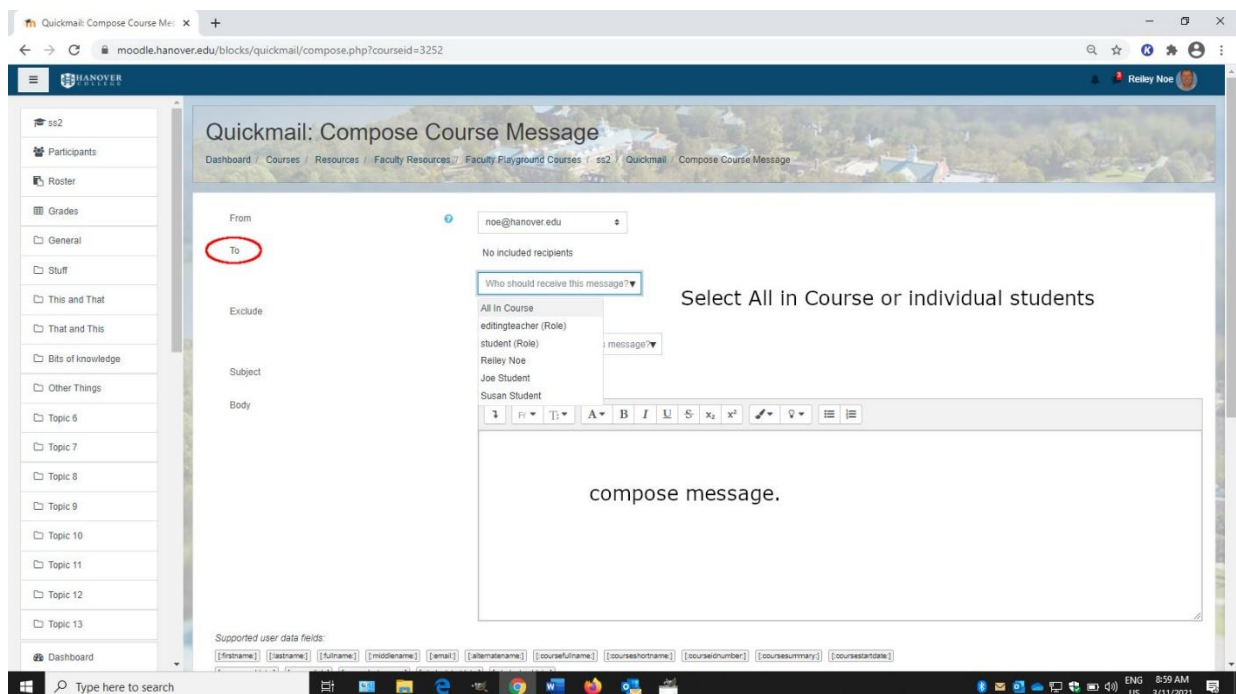 Quickmail: Compose Course Mes
moodle.hanover.edu/blocks/quickmail/compose.php?courseid=3252
HANOVER
COLLEGE
Reiley Noe
ss2
Participants
Roster
Grades
General
Stuff
This and That
That and This
Bits of knowledge
Other Things
Topic 6
Topic 7
Topic 8
Topic 9
Topic 10
Topic 11
Topic 12
Topic 13
Dashboard
Quickmail: Compose Course Message
Dashboard / Courses / Resources / Faculty Resources / Faculty Playground Courses / ss2 / Quickmail / Compose Course Message
From
noe@hanover.edu
To
No included recipients
Who should receive this message?▼
Select All in Course or individual students
All In Course
editingteacher (Role)
student (Role)
Reiley Noe
Joe Student
Susan Student
Exclude
message?▼
Subject
Body
A B I U S x₂ x²
compose message.
Supported user data fields:
[:firstname:] [:lastname:] [:fullname:] [:middlename:] [:email:] [:alternatename:] [:coursefullname:] [:courseshortname:] [:courseidnumber:] [:coursesummary:] [:coursestartdate:]
Type here to search
ENG
US
8:59 AM
3/11/2021